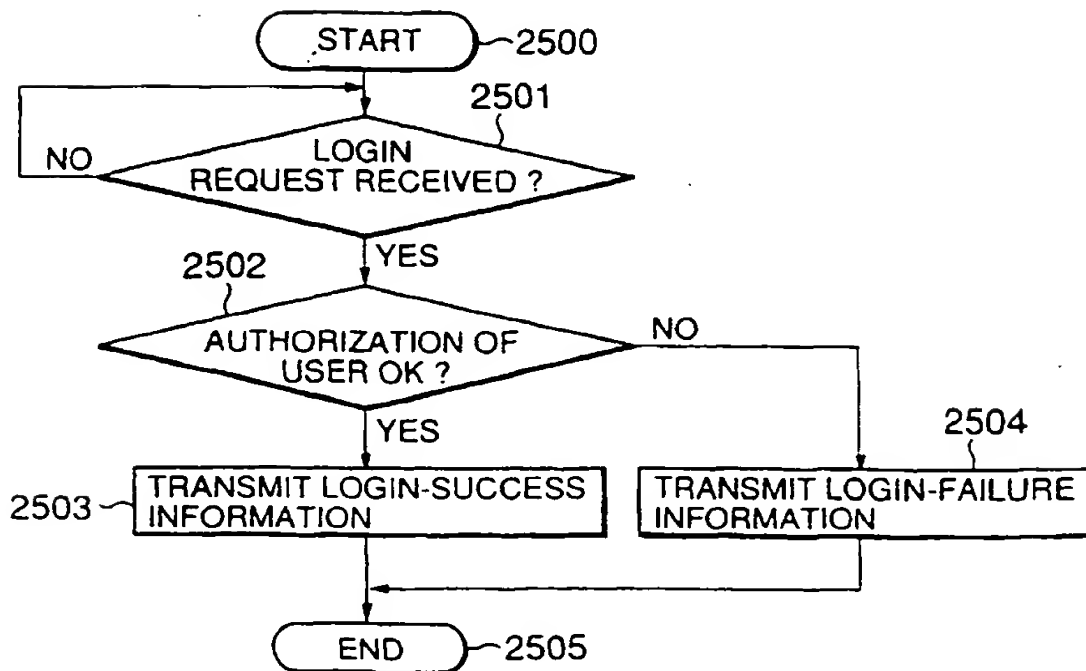 START
2500
2501
LOGIN
REQUEST RECEIVED ?
NO
YES
2502
AUTHORIZATION OF
USER OK ?
NO
YES
2504
2503
TRANSMIT LOGIN-SUCCESS
INFORMATION
TRANSMIT LOGIN-FAILURE
INFORMATION
END
2505